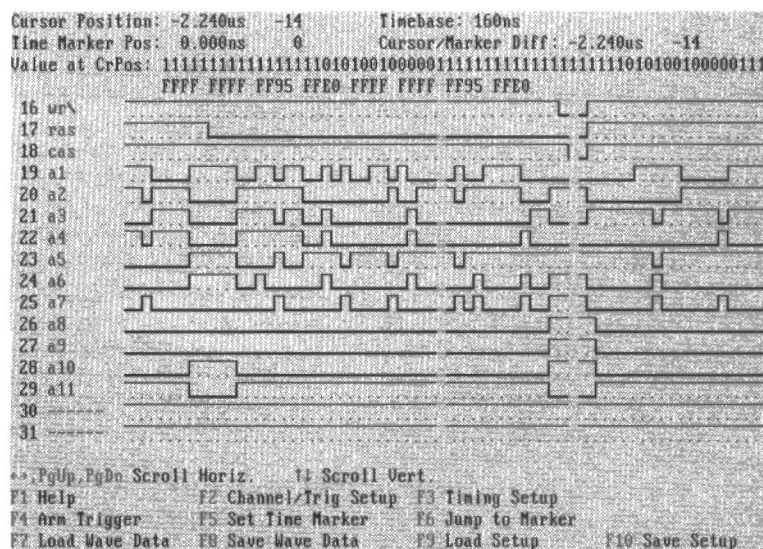 Cursor Position: -2.240us -14 Timebase: 160ns
Time Marker Pos: 0.000ns 0 Cursor/Marker Diff: -2.240us -14
Value at CrPos: 1111111111111111110101001000001111111111111111111111110101001000001111
FFFF FFFF FF95 FFE0 FFFF FFFF FF95 FFE0
16 wr\
17 ras
18 cas
19 a1
20 a2
21 a3
22 a4
23 a5
24 a6
25 a7
26 a8
27 a9
28 a10
29 a11
30 ------
31 ------
↔,PgUp,PgDn Scroll Horiz. ↑↓ Scroll Vert.
F1 Help F2 Channel/Trig Setup F3 Timing Setup
F4 Arm Trigger F5 Set Time Marker F6 Jump to Marker
F7 Load Wave Data F8 Save Wave Data F9 Load Setup F10 Save Setup